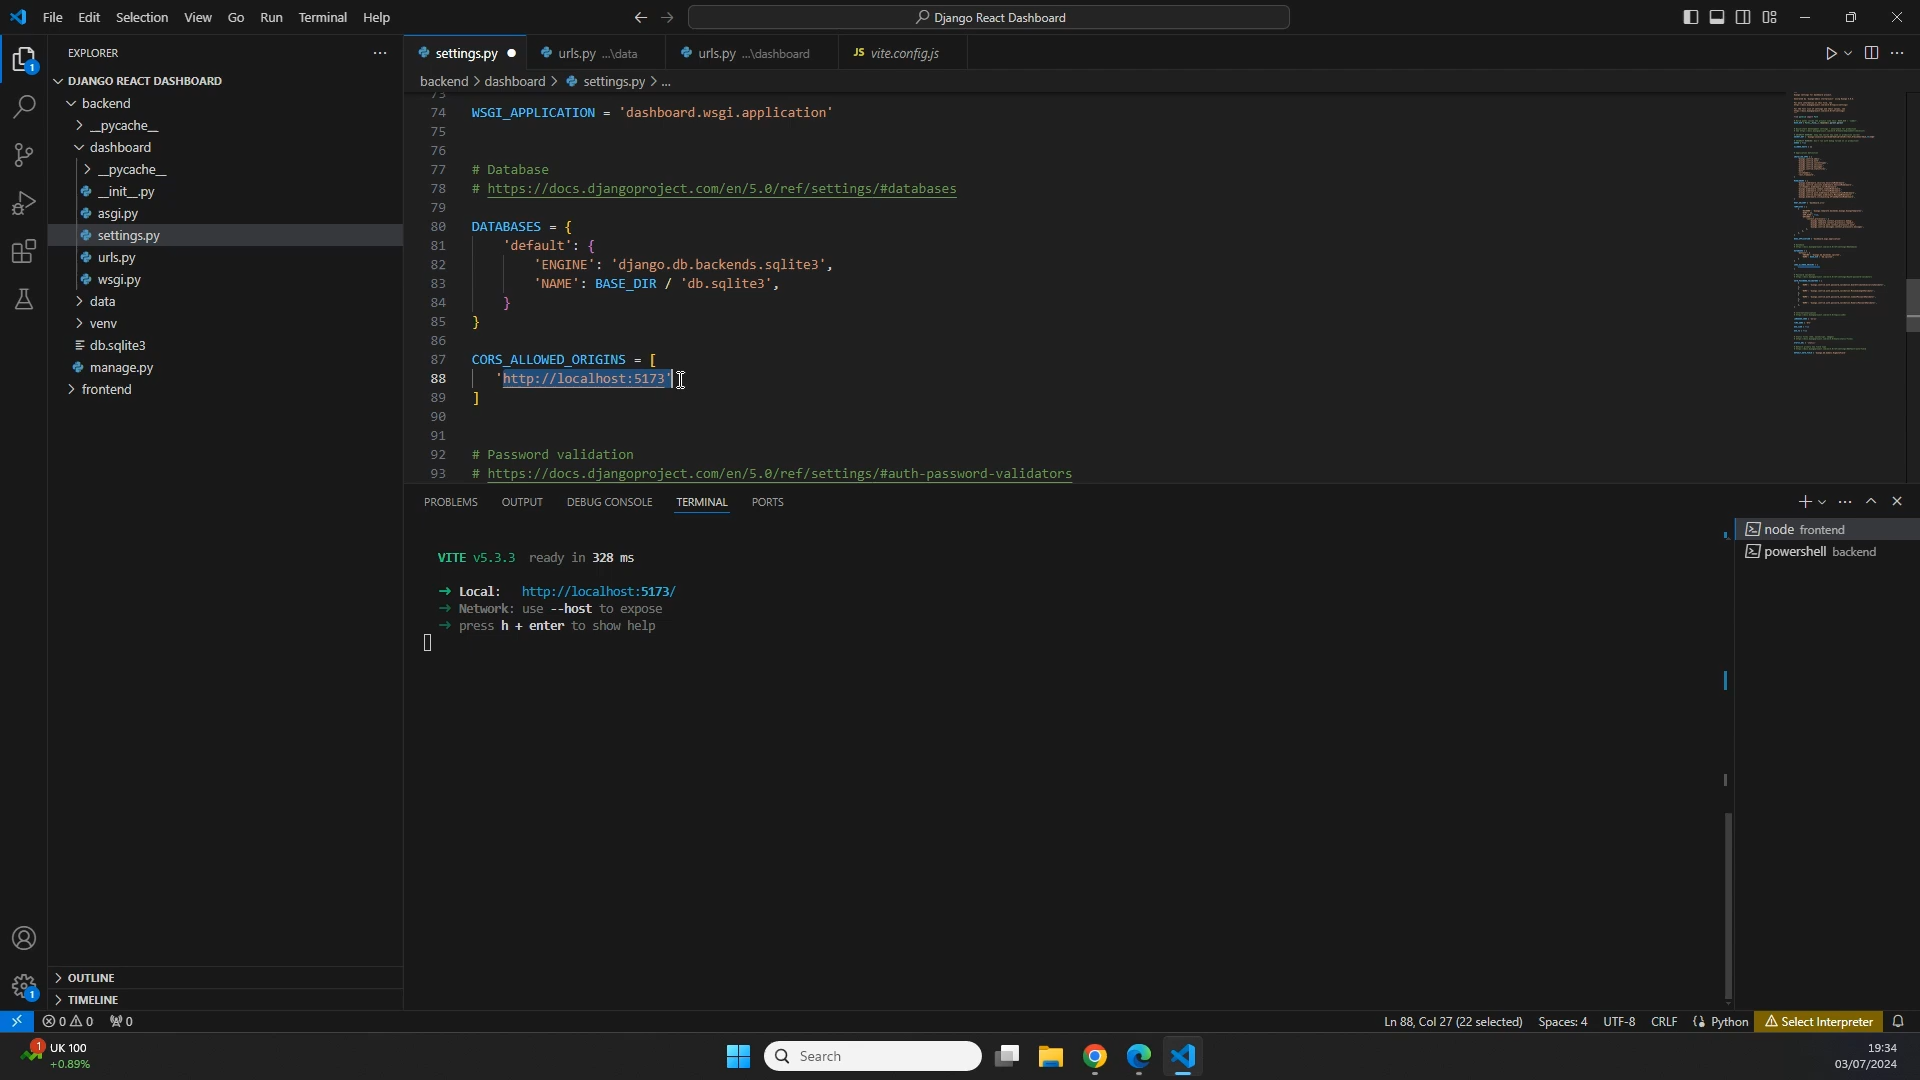 File Edit Selection View Go Run Terminal Help
Django React Dashboard
EXPLORER
settings.py
urls.py ...\data
urls.py ...\dashboard
JS vite.config.js
DJANGO REACT DASHBOARD
backend > dashboard > settings.py > ...
backend
__pycache__
dashboard
__pycache__
__init__.py
asgi.py
settings.py
urls.py
wsgi.py
data
venv
db.sqlite3
manage.py
frontend
73
74 WSGI_APPLICATION = 'dashboard.wsgi.application'
75
76
77 # Database
78 # https://docs.djangoproject.com/en/5.0/ref/settings/#databases
79
80 DATABASES = {
81 'default': {
82 'ENGINE': 'django.db.backends.sqlite3',
83 'NAME': BASE_DIR / 'db.sqlite3',
84 }
85 }
86
87 CORS_ALLOWED_ORIGINS = [
88 'http://localhost:5173'
89 ]
90
91
92 # Password validation
93 # https://docs.djangoproject.com/en/5.0/ref/settings/#auth-password-validators
PROBLEMS OUTPUT DEBUG CONSOLE TERMINAL PORTS
node frontend
powershell backend
VITE v5.3.3 ready in 328 ms
➜ Local: http://localhost:5173/
➜ Network: use --host to expose
➜ press h + enter to show help
OUTLINE
TIMELINE
1
1
0 0 0
Ln 88, Col 27 (22 selected) Spaces: 4 UTF-8 CRLF Python Select Interpreter
1 UK 100
+0.89%
Search
19:34
03/07/2024